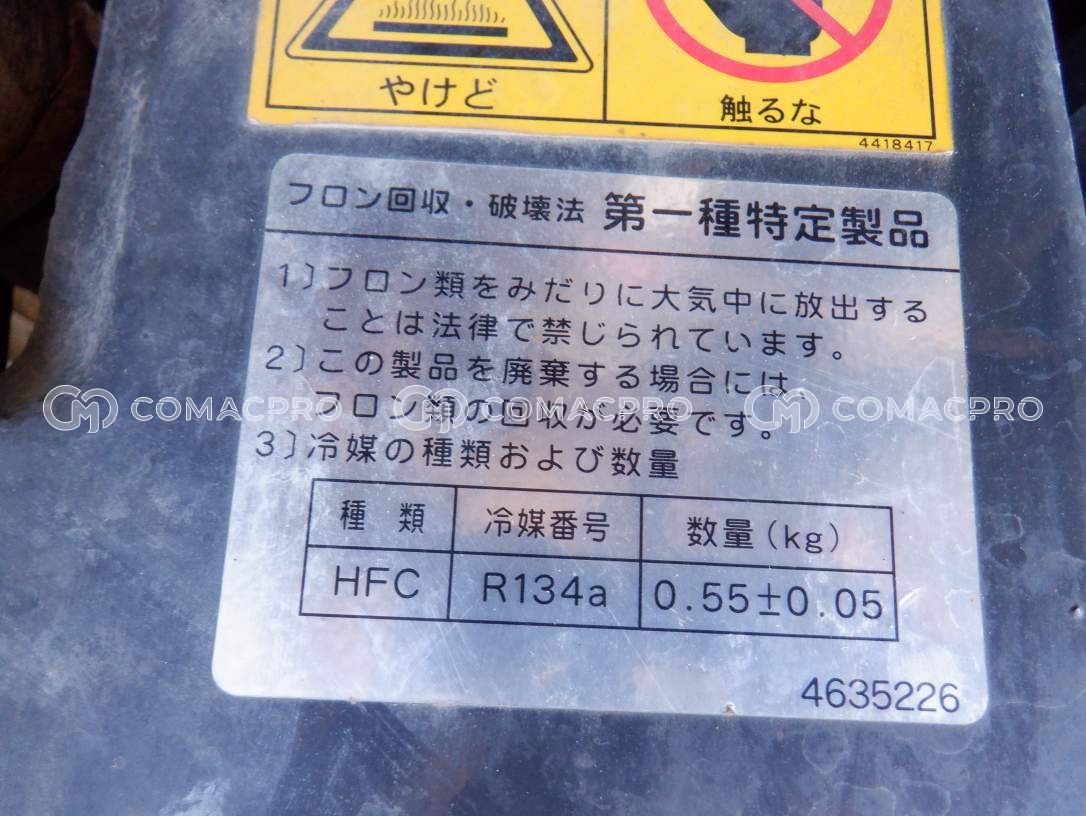 やけど
触るな
4418417
フロン回収・破壊法 第一種特定製品
1)フロン類をみだりに大気中に放出する
ことは法律で禁じられています。
2)この製品を廃棄する場合には、
フロン類の回収が必要です。
COMACPRO COMACPRO COMACPRO
3)冷媒の種類および数量
種 類 冷媒番号 数量(kg)
HFC R134a 0.55±0.05
4635226